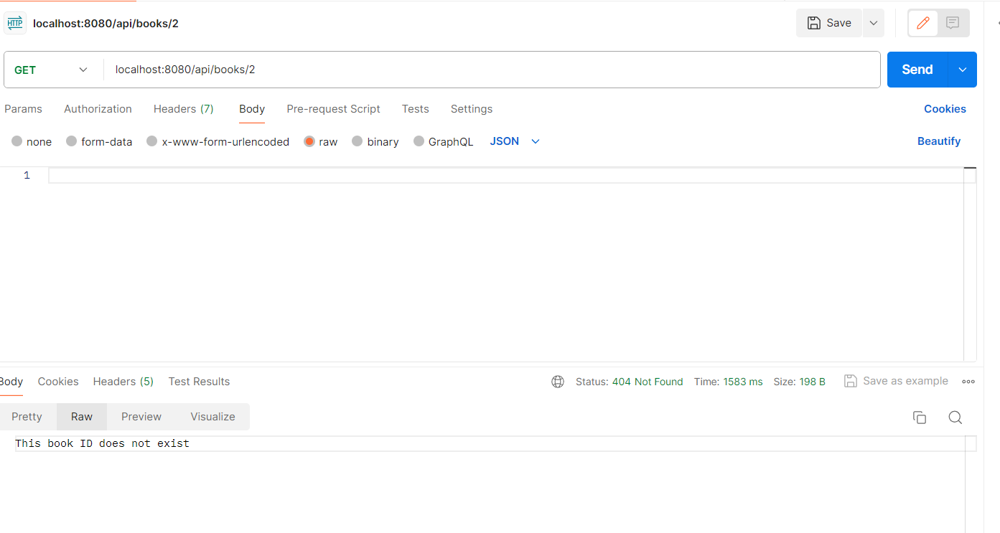 HTTP localhost:8080/api/books/2 Save
GET localhost:8080/api/books/2 Send
Params Authorization Headers (7) Body Pre-request Script Tests Settings Cookies
none form-data x-www-form-urlencoded raw binary GraphQL JSON Beautify
1
Body Cookies Headers (5) Test Results Status: 404 Not Found Time: 1583 ms Size: 198 B Save as example
Pretty Raw Preview Visualize
This book ID does not exist